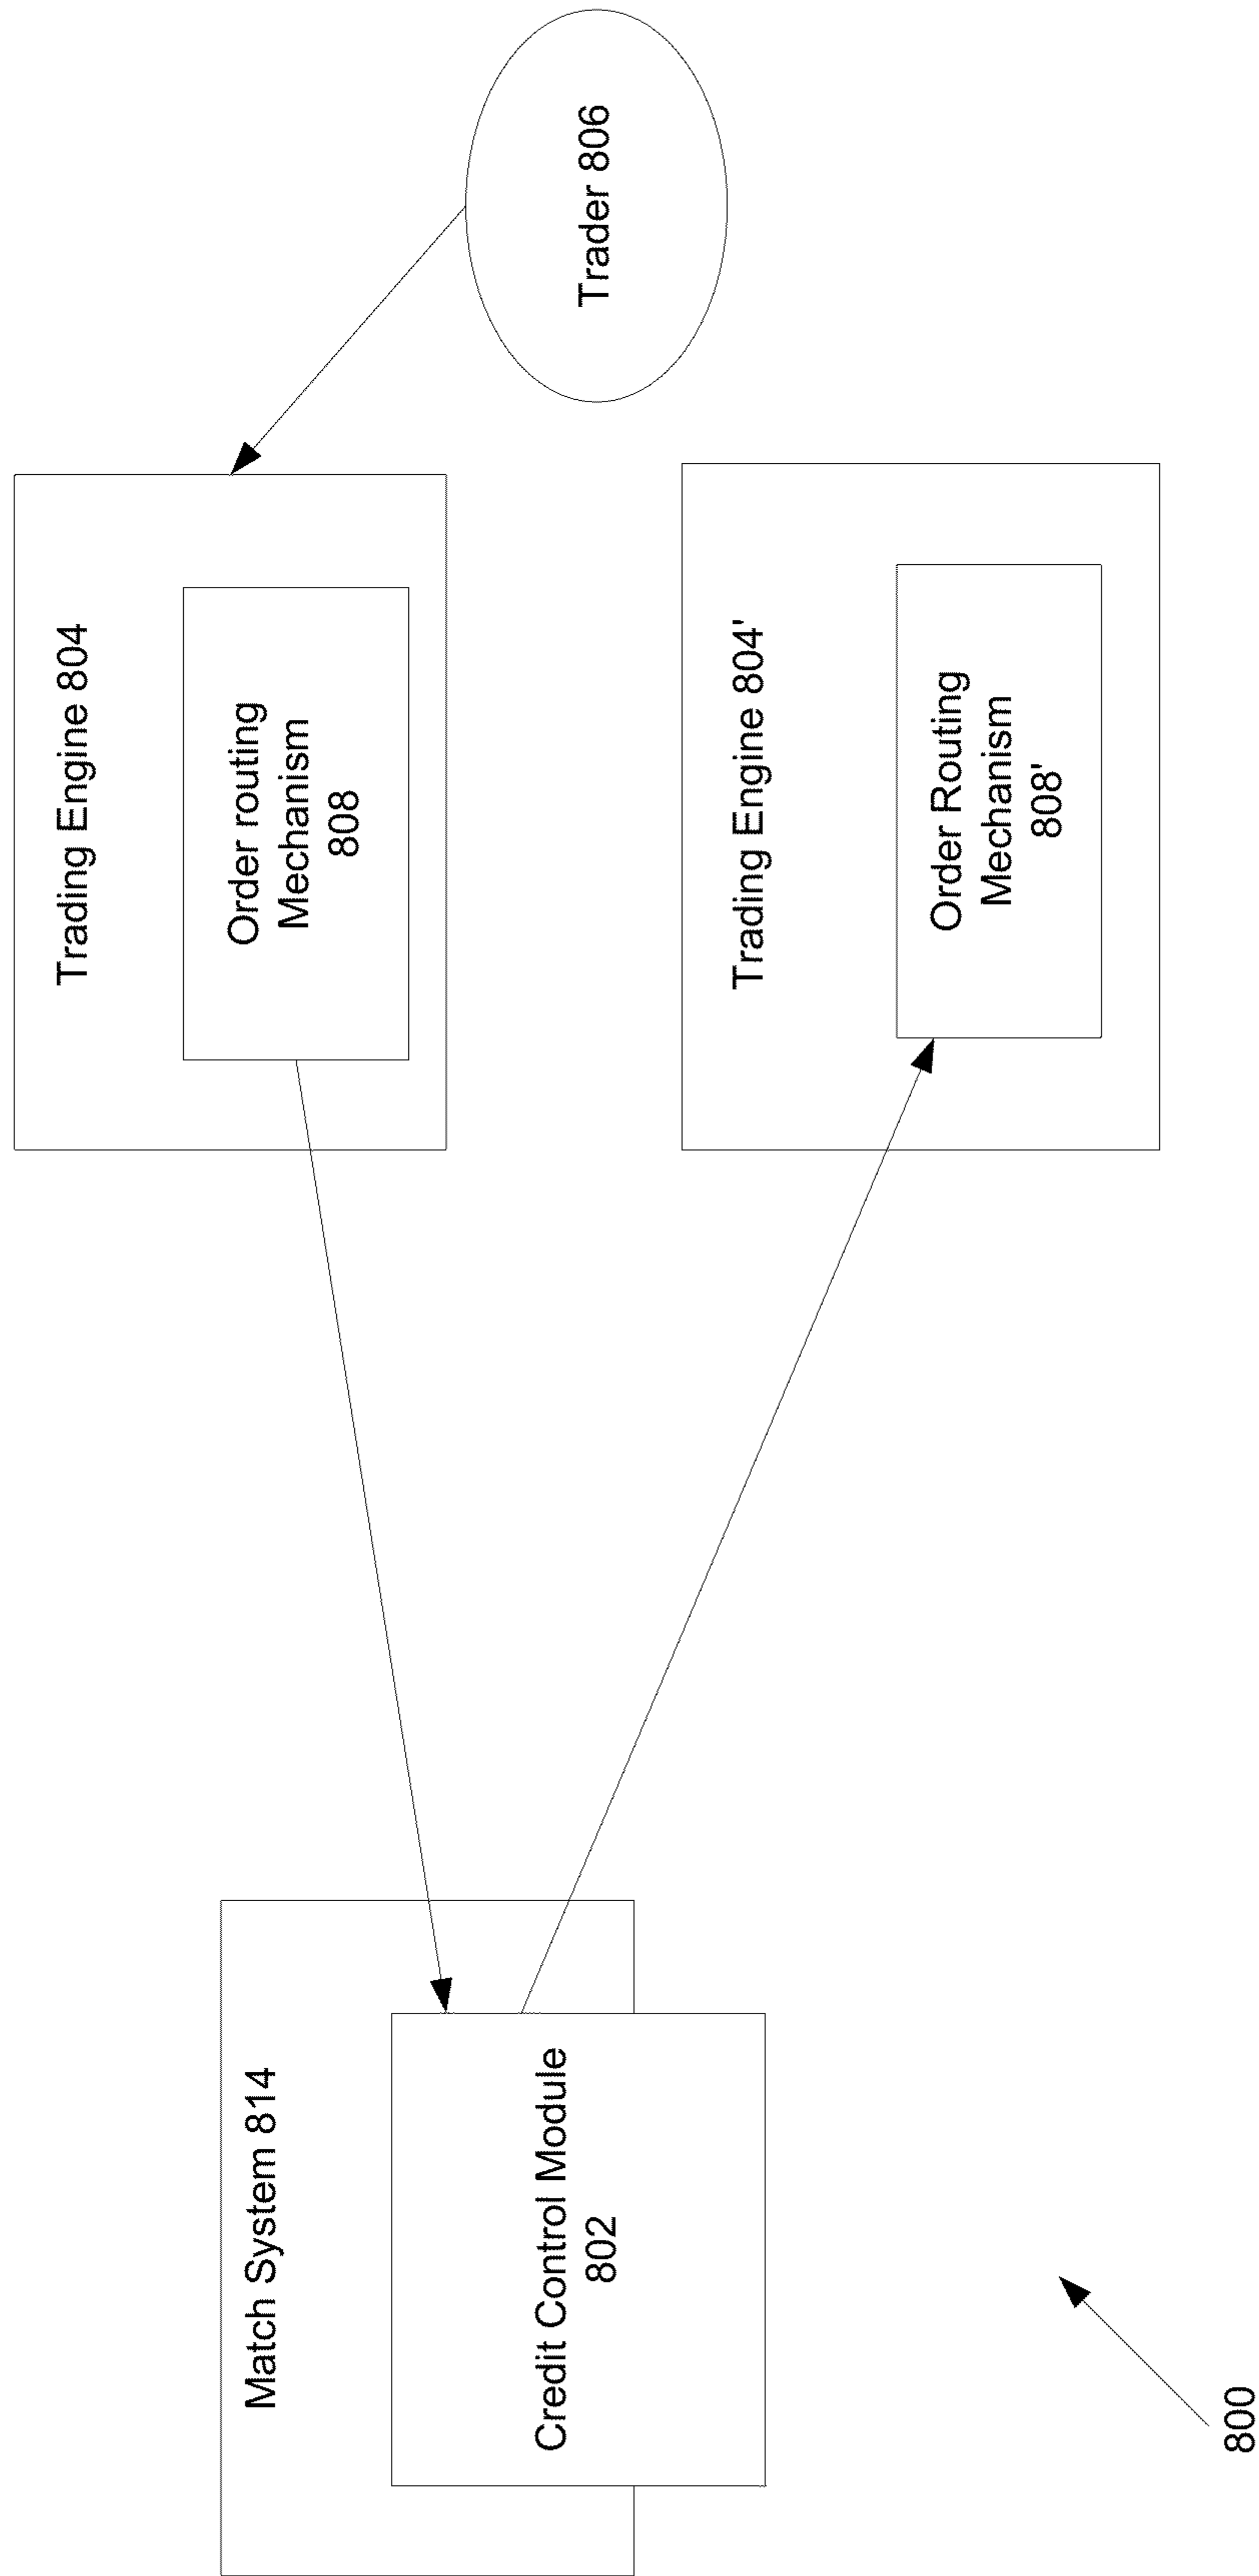 Match System 814
Credit Control Module
802
Trading Engine 804
Order routing
Mechanism
808
Trader 806
Trading Engine 804'
Order Routing
Mechanism
808'
800